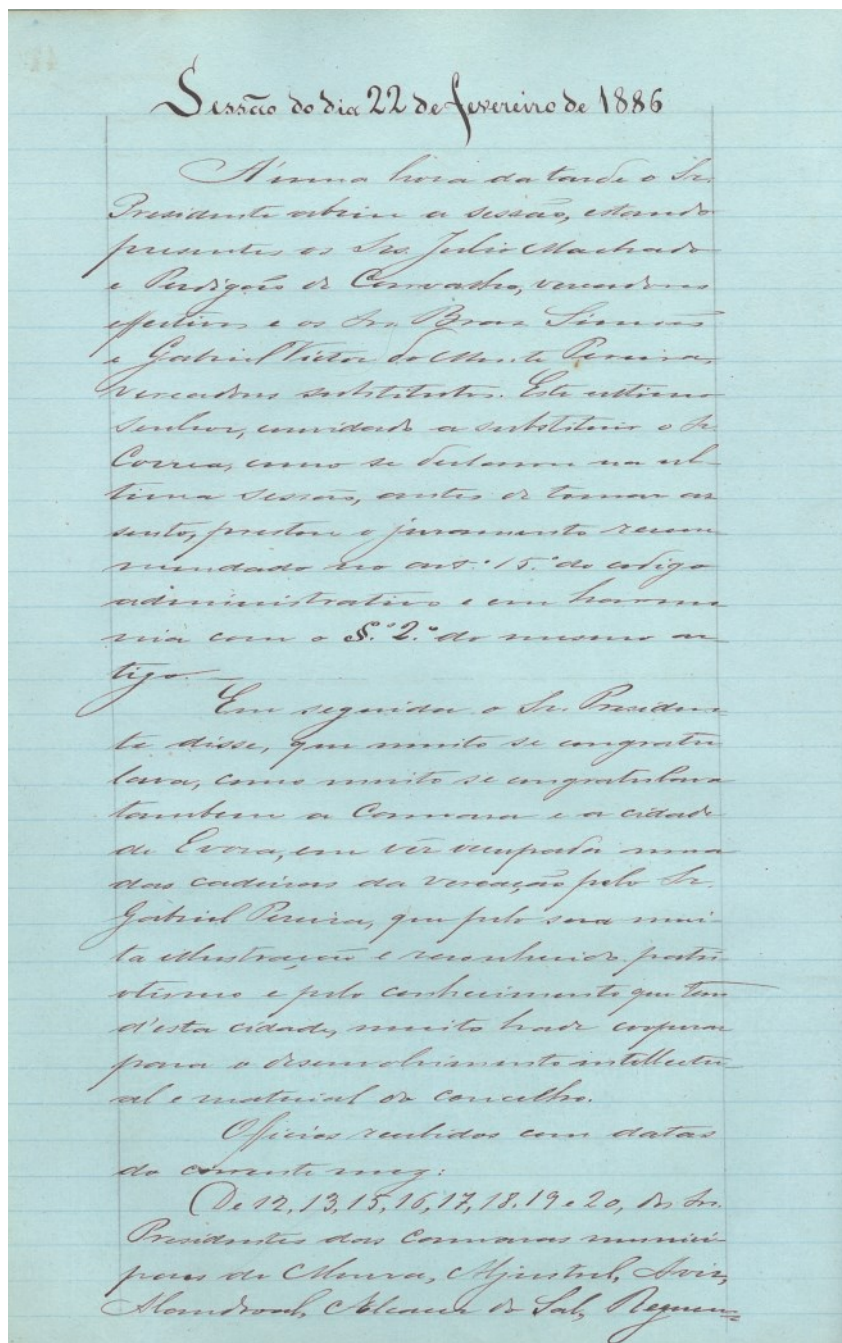 Sessão do dia 22 de fevereiro de 1886
A' uma hora da tarde o Sr.
Presidente abriu a sessão, estando
presentes os Srs. Julio Machado
e Perdigão de Carvalho, vereadores
effectivos e os Srs. Braz Simões
e Gabriel Victor do Monte Pereira,
vereadores substitutos. Este ultimo
senhor, convidado a substituir o Sr.
Correa, como se declarou na ul-
tima sessão, antes de tomar as
sento, prestou o juramento recom
mendado no art.º 15.º do codigo
administrativo e em harmo
nia com o §.º 2.º do mesmo ar
tigo.—
Em seguida o Sr. Presiden-
te disse, que muito se congratu
lava, como muito se congratulava
tambem a Camara e a cidade
de Evora, em vêr occupada uma
das cadeiras da vereação pelo Sr.
Gabriel Pereira, que pela sua mui-
ta illustração e reconhecido patri
otismo e pelo conhecimento que tem
d'esta cidade, muito hade cooperar
para o desenvolvimento intellectu-
al e material do concelho.
Officios recebidos com datas
do corrente mez:
De 12, 13, 15, 16, 17, 18, 19 e 20, dos Srs.
Presidentes das Camaras munici
paes de Moura, Aljustrel, Aviz,
Alandroal, Alcacer do Sal, Reguen=